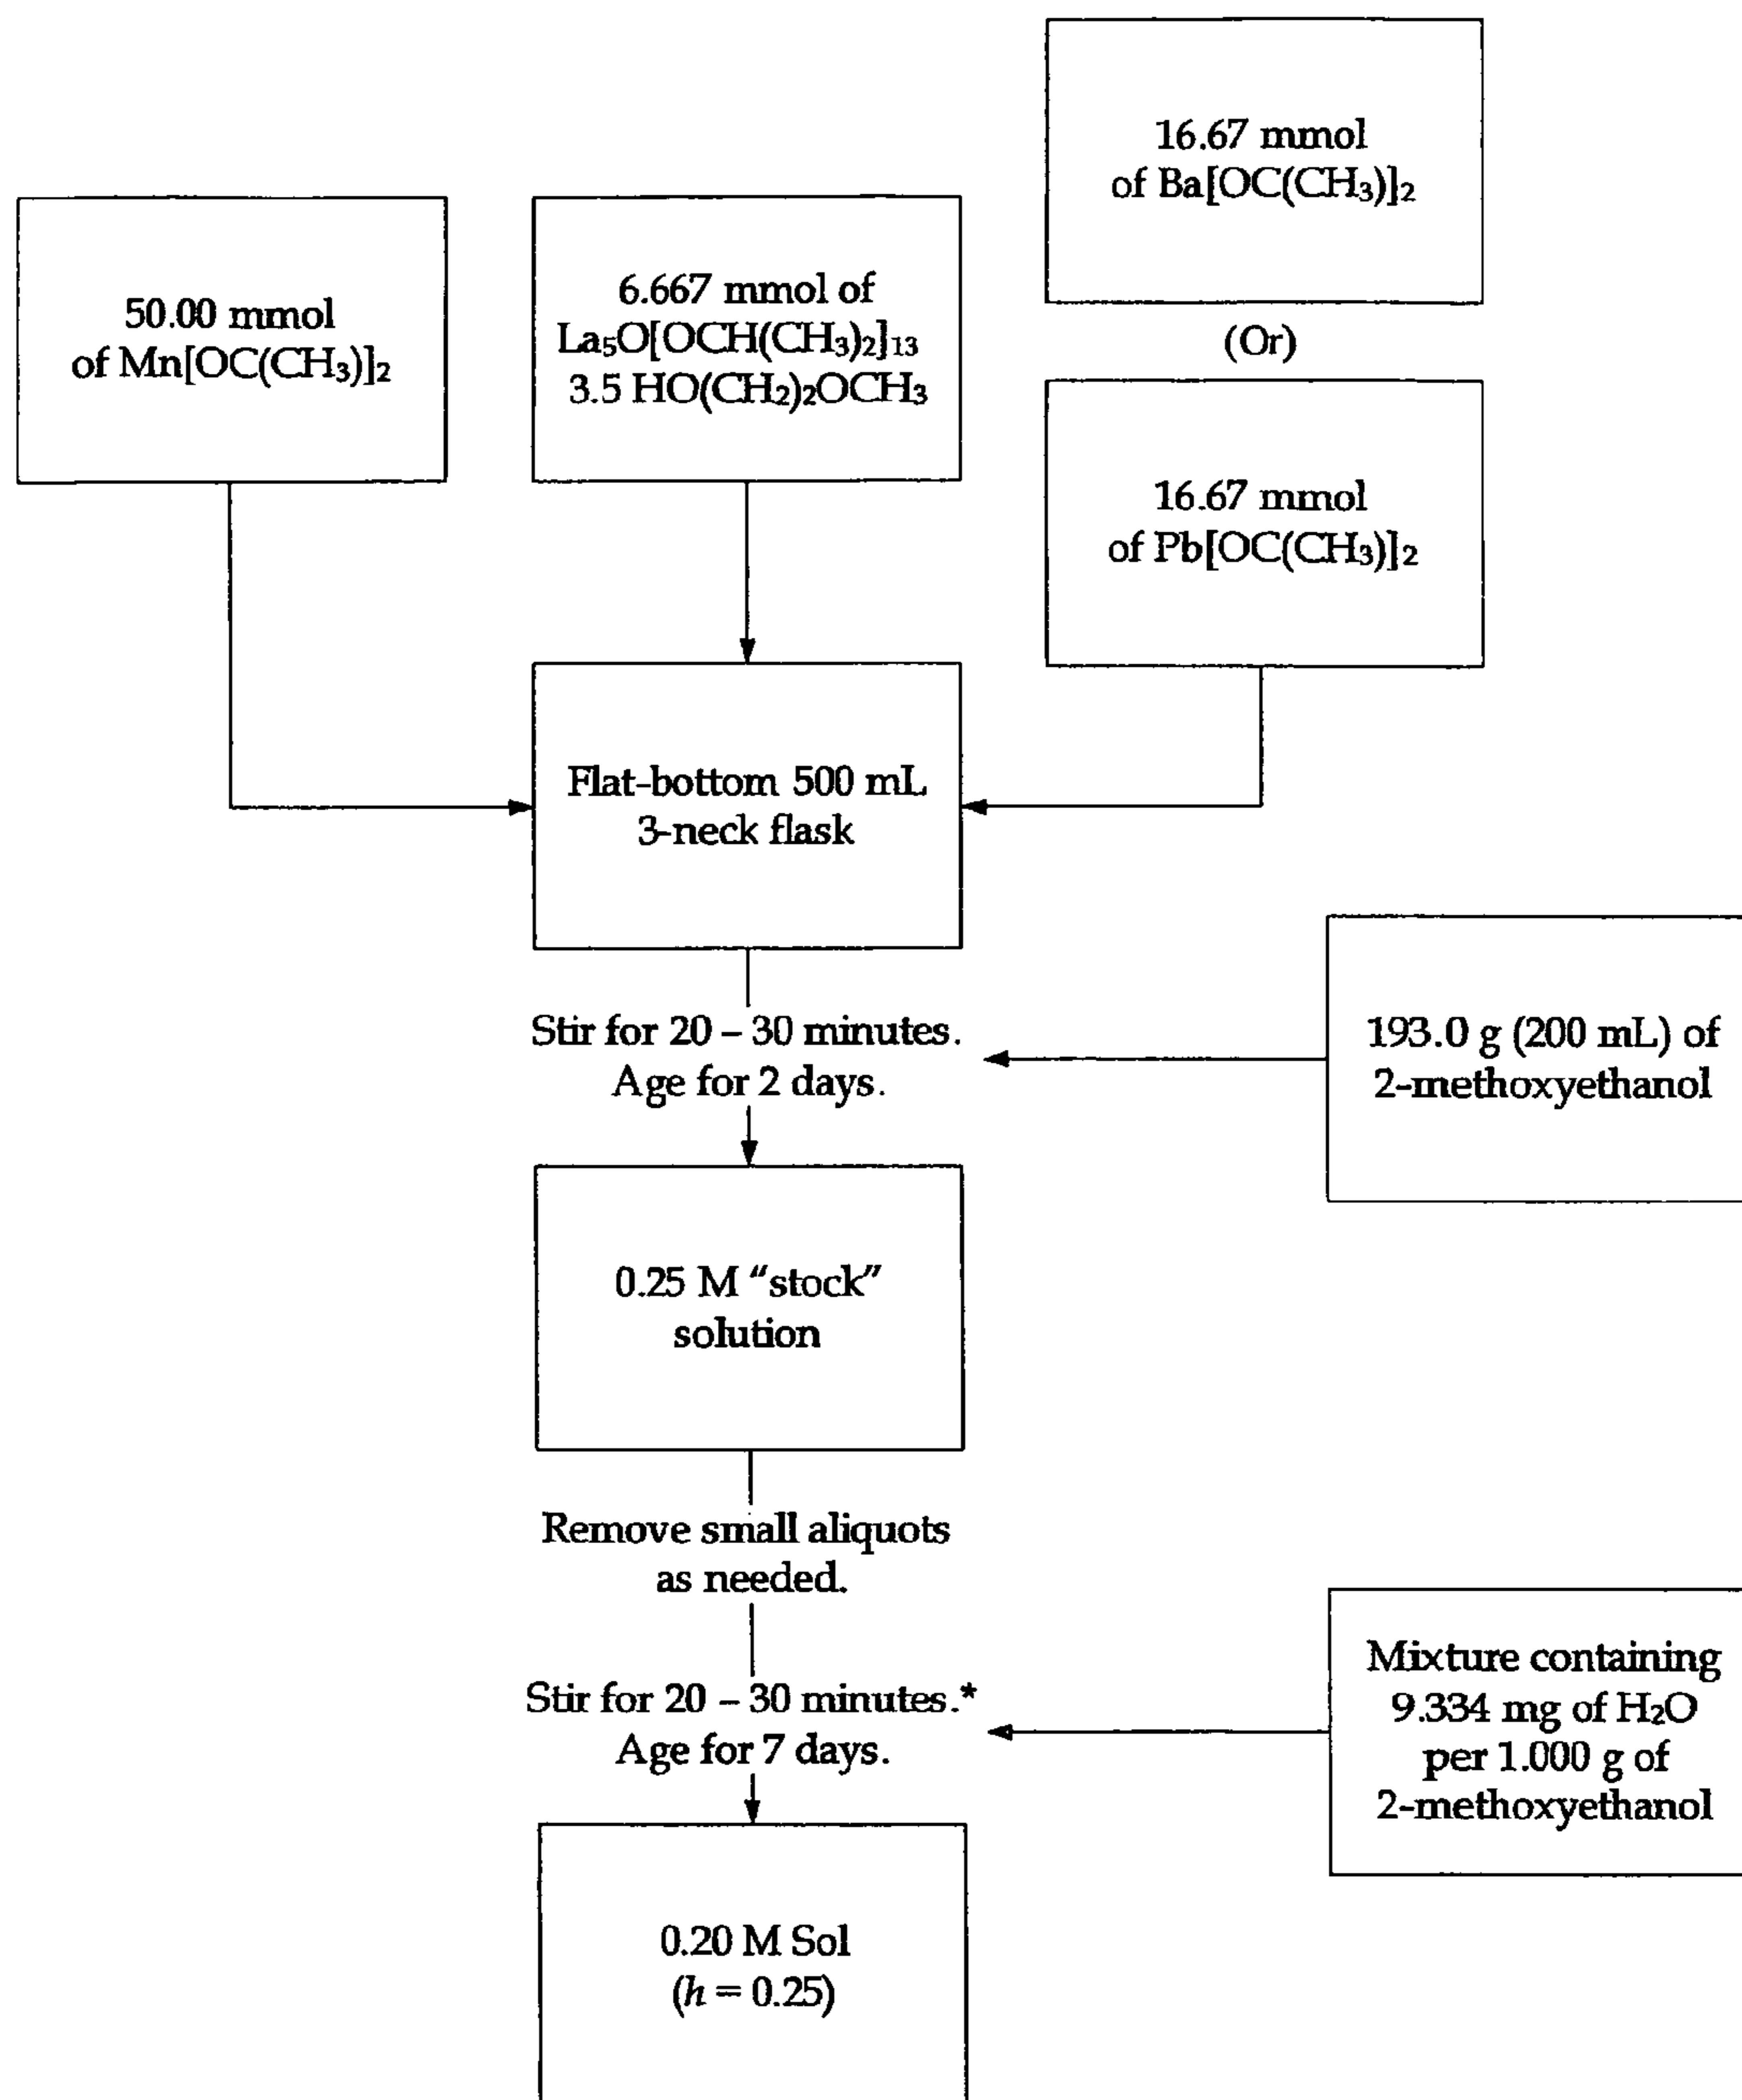 16.67 mmol
of Ba[OC(CH₃)]₂
(Or)
16.67 mmol
of Pb[OC(CH₃)]₂
50.00 mmol
of Mn[OC(CH₃)]₂
6.667 mmol of
La₅O[OCH(CH₃)₂]₁₃
3.5 HO(CH₂)₂OCH₃
Flat-bottom 500 mL
3-neck flask
Stir for 20 – 30 minutes.
Age for 2 days.
193.0 g (200 mL) of
2-methoxyethanol
0.25 M “stock”
solution
Remove small aliquots
as needed.
Stir for 20 – 30 minutes.*
Age for 7 days.
Mixture containing
9.334 mg of H₂O
per 1.000 g of
2-methoxyethanol
0.20 M Sol
(h = 0.25)